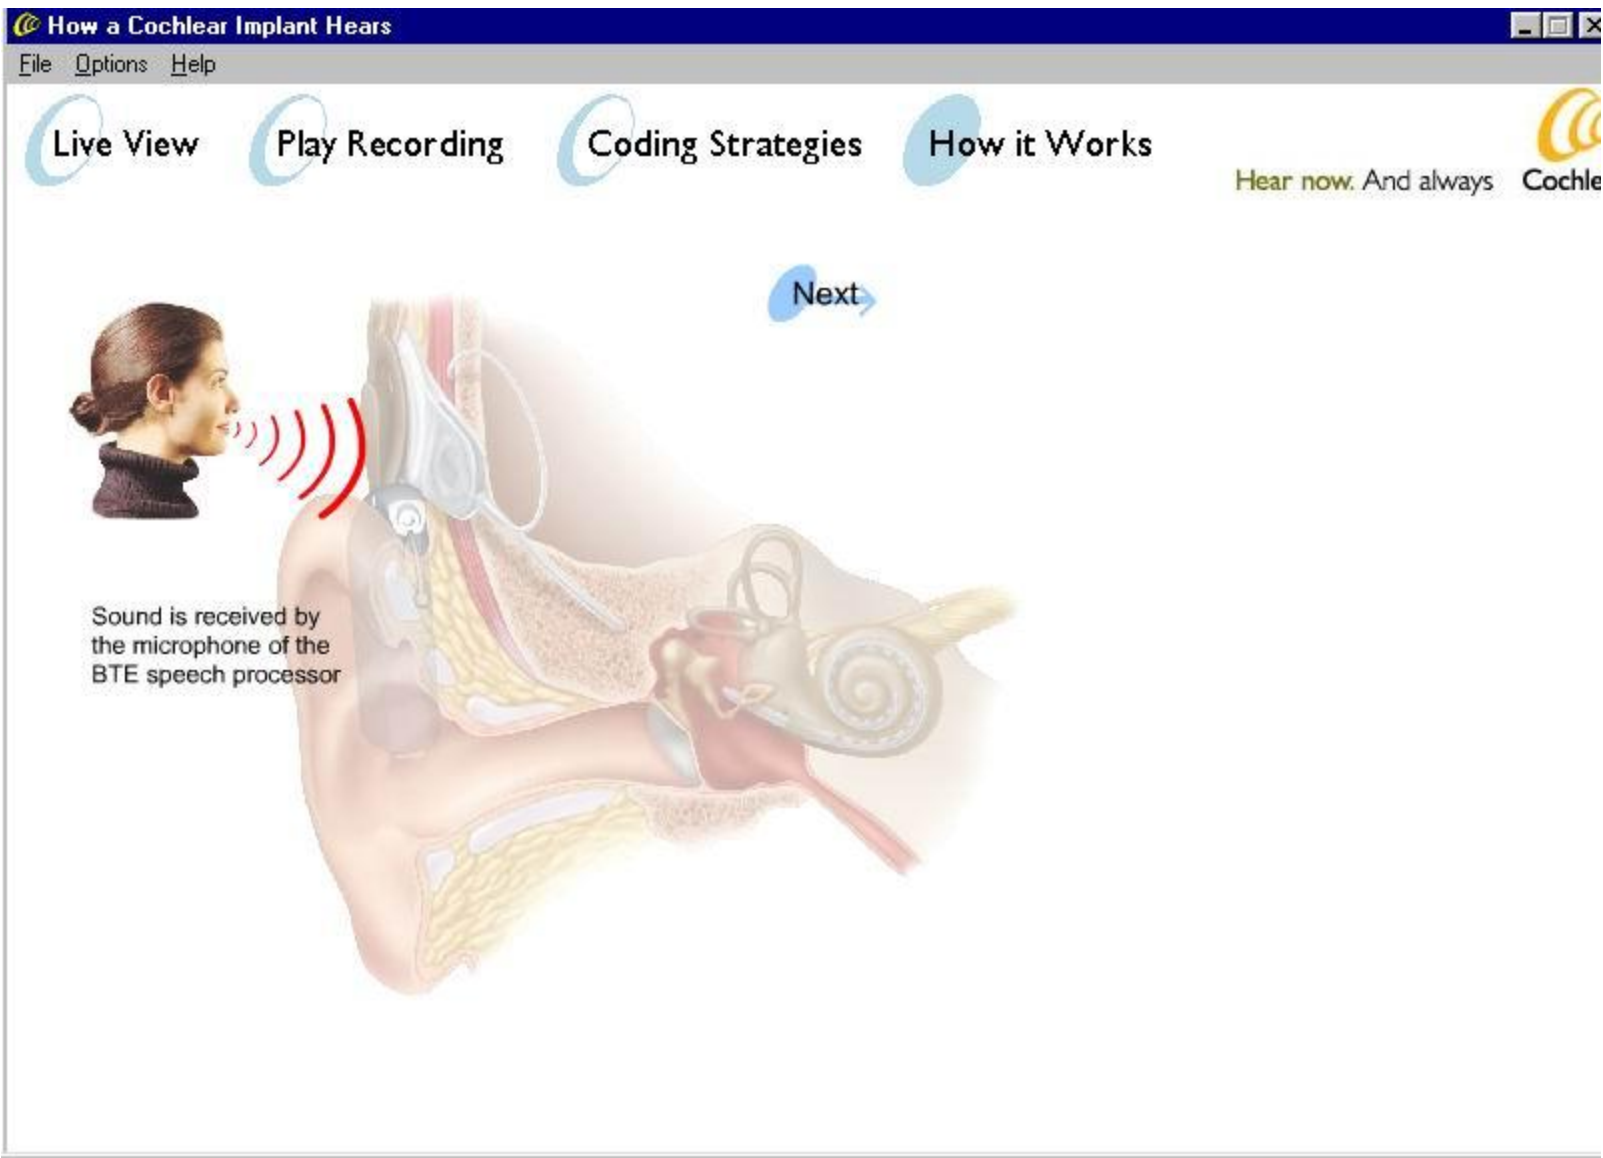 How a Cochlear Implant Hears
File Options Help
Live View Play Recording Coding Strategies How it Works
Hear now. And always Cochle
Next
Sound is received by
the microphone of the
BTE speech processor